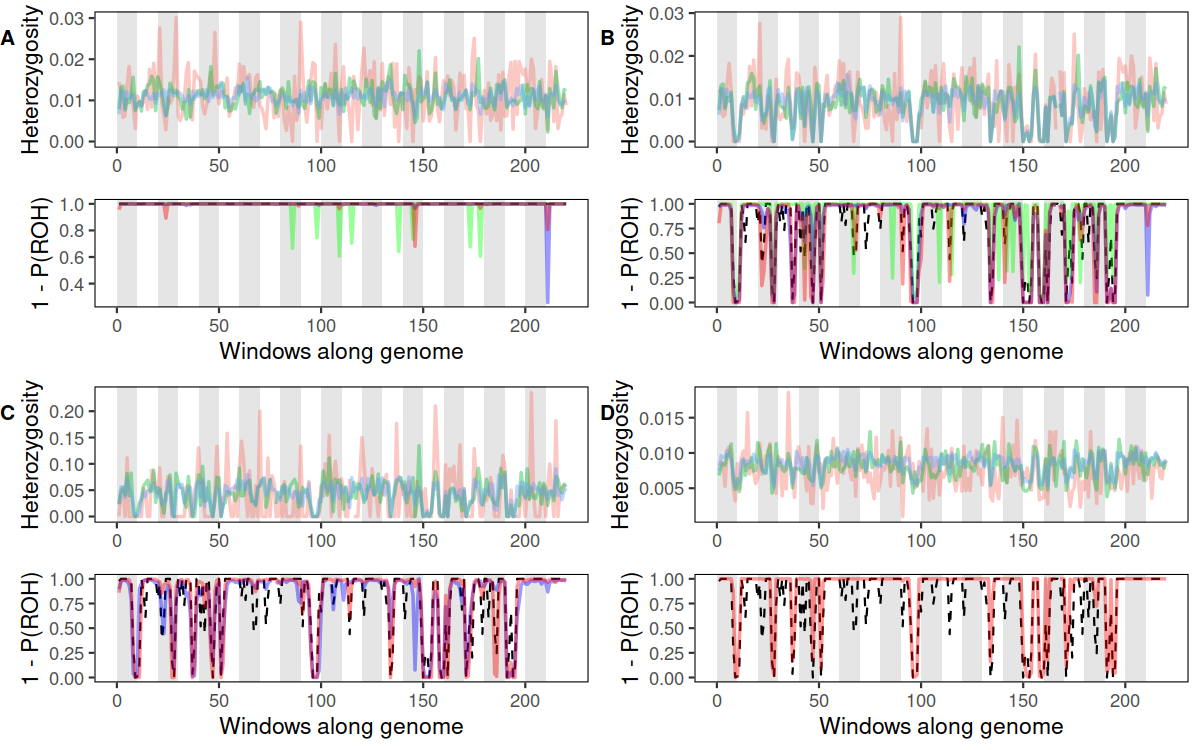 A
Heterozygosity
0.03
0.02
0.01
0.00
0 50 100 150 200
1 - P(ROH)
1.0
0.8
0.6
0.4
0 50 100 150 200
Windows along genome
B
Heterozygosity
0.03
0.02
0.01
0.00
0 50 100 150 200
1 - P(ROH)
1.00
0.75
0.50
0.25
0.00
0 50 100 150 200
Windows along genome
C
Heterozygosity
0.20
0.15
0.10
0.05
0.00
0 50 100 150 200
1 - P(ROH)
1.00
0.75
0.50
0.25
0.00
0 50 100 150 200
Windows along genome
D
Heterozygosity
0.015
0.010
0.005
0 50 100 150 200
1 - P(ROH)
1.00
0.75
0.50
0.25
0.00
0 50 100 150 200
Windows along genome